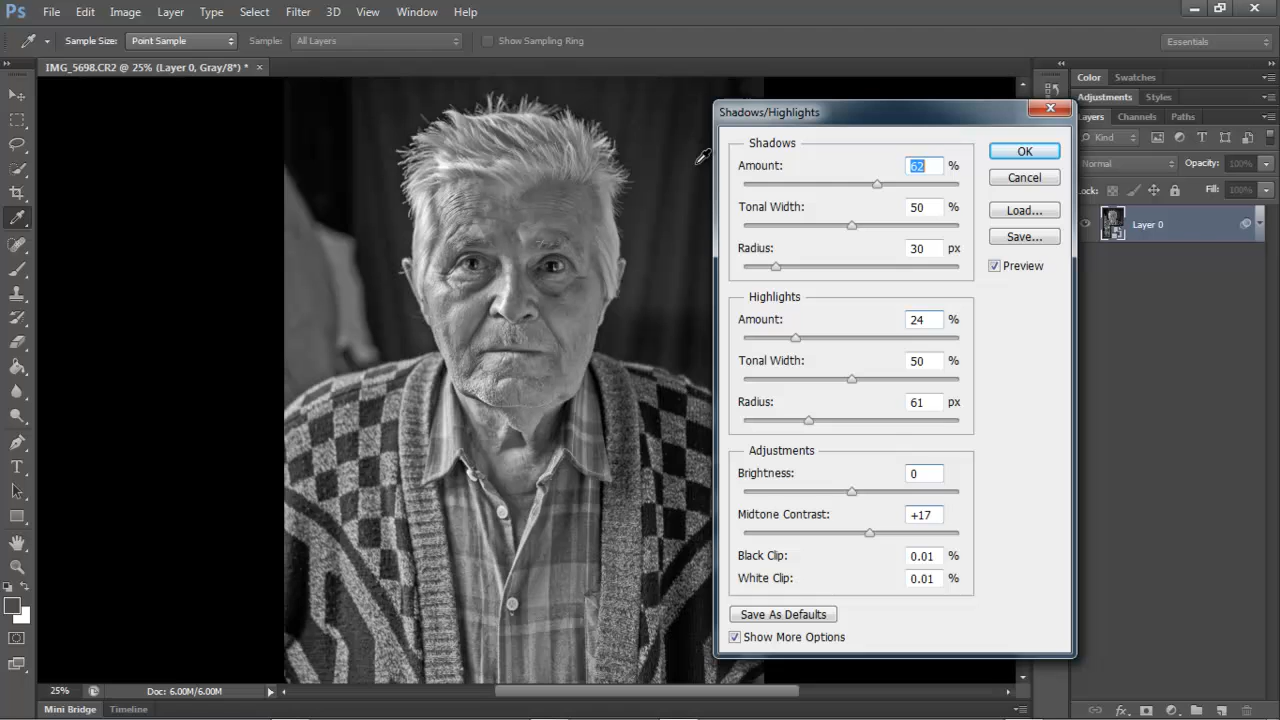 Ps File Edit Image Layer Type Select Filter 3D View Window Help
Sample Size: Point Sample Sample: All Layers Show Sampling Ring Essentials
IMG_5698.CR2 @ 25% (Layer 0, Gray/8*) * ×
Color Swatches
Adjustments Styles
Layers Channels Paths
Kind
Normal Opacity: 100%
Lock: Fill: 100%
Layer 0
Shadows/Highlights
Shadows
Amount: 62 %
Tonal Width: 50 %
Radius: 30 px
Highlights
Amount: 24 %
Tonal Width: 50 %
Radius: 61 px
Adjustments
Brightness: 0
Midtone Contrast: +17
Black Clip: 0.01 %
White Clip: 0.01 %
Save As Defaults
Show More Options
OK
Cancel
Load...
Save...
Preview
25% Doc: 6.00M/6.00M
Mini Bridge Timeline